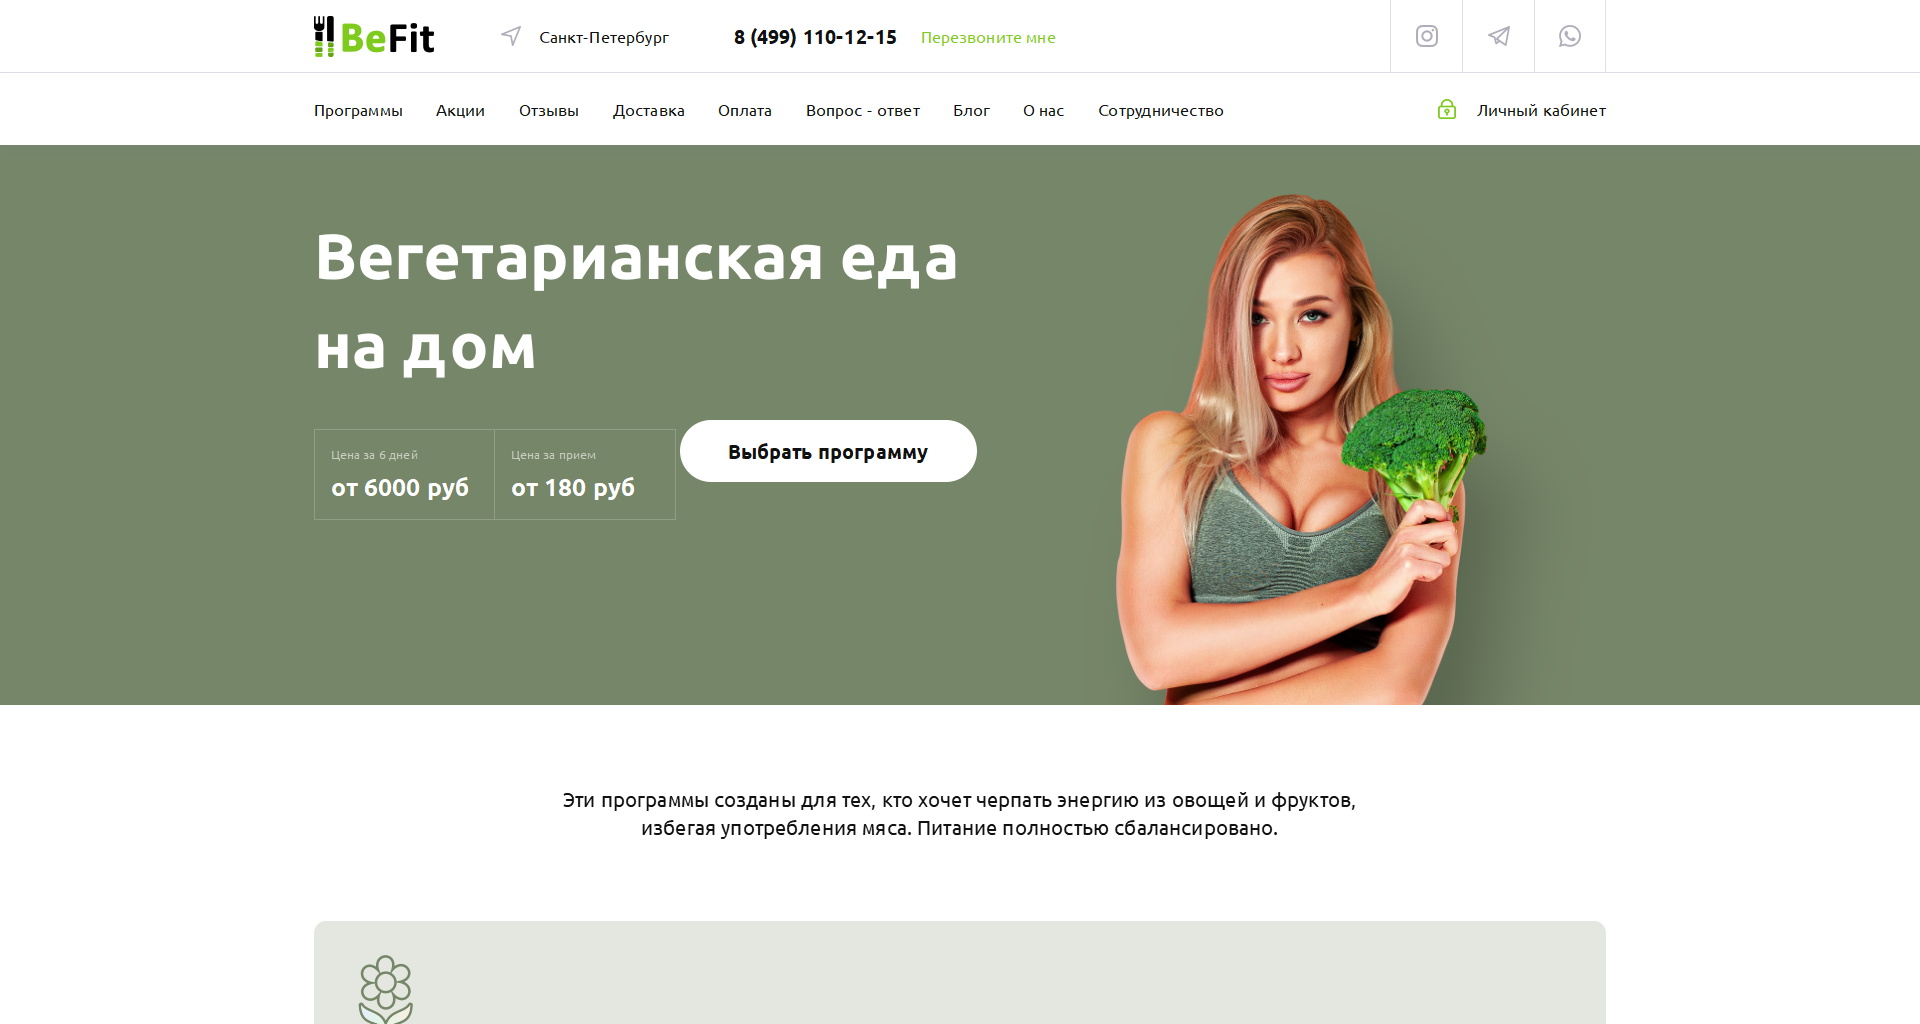 BeFit
Санкт-Петербург
8 (499) 110-12-15
Перезвоните мне
Программы
Акции
Отзывы
Доставка
Оплата
Вопрос - ответ
Блог
О нас
Сотрудничество
Личный кабинет
Вегетарианская еда
на дом
Цена за 6 дней
от 6000 руб
Цена за прием
от 180 руб
Выбрать программу
Эти программы созданы для тех, кто хочет черпать энергию из овощей и фруктов,
избегая употребления мяса. Питание полностью сбалансировано.